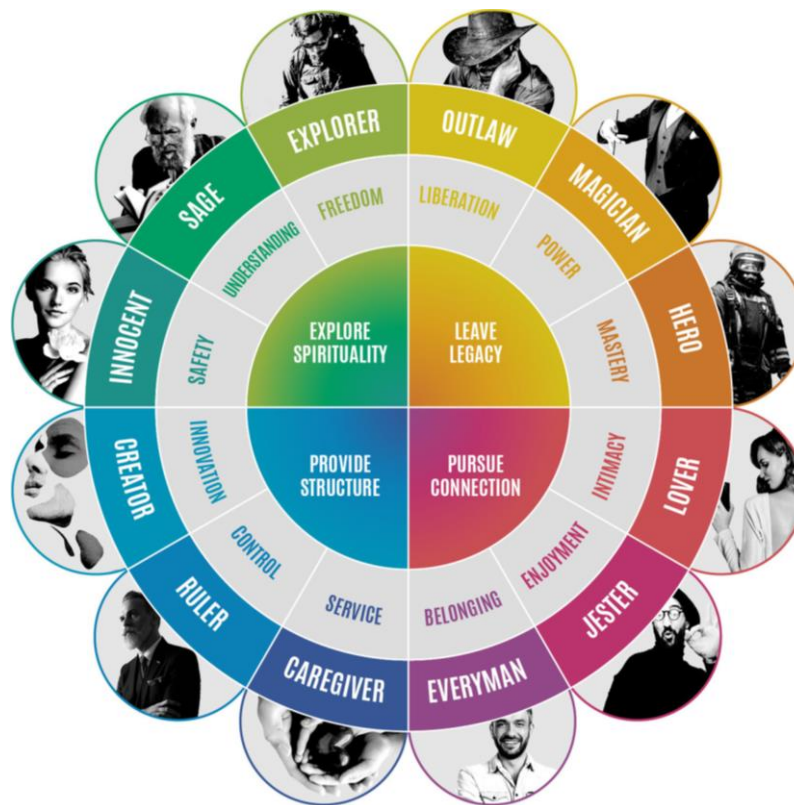 EXPLORER
OUTLAW
MAGICIAN
HERO
LOVER
JESTER
EVERYMAN
CAREGIVER
RULER
CREATOR
INNOCENT
SAGE
FREEDOM
LIBERATION
POWER
MASTERY
INTIMACY
ENJOYMENT
BELONGING
SERVICE
CONTROL
INNOVATION
SAFETY
UNDERSTANDING
EXPLORE
SPIRITUALITY
LEAVE
LEGACY
PROVIDE
STRUCTURE
PURSUE
CONNECTION